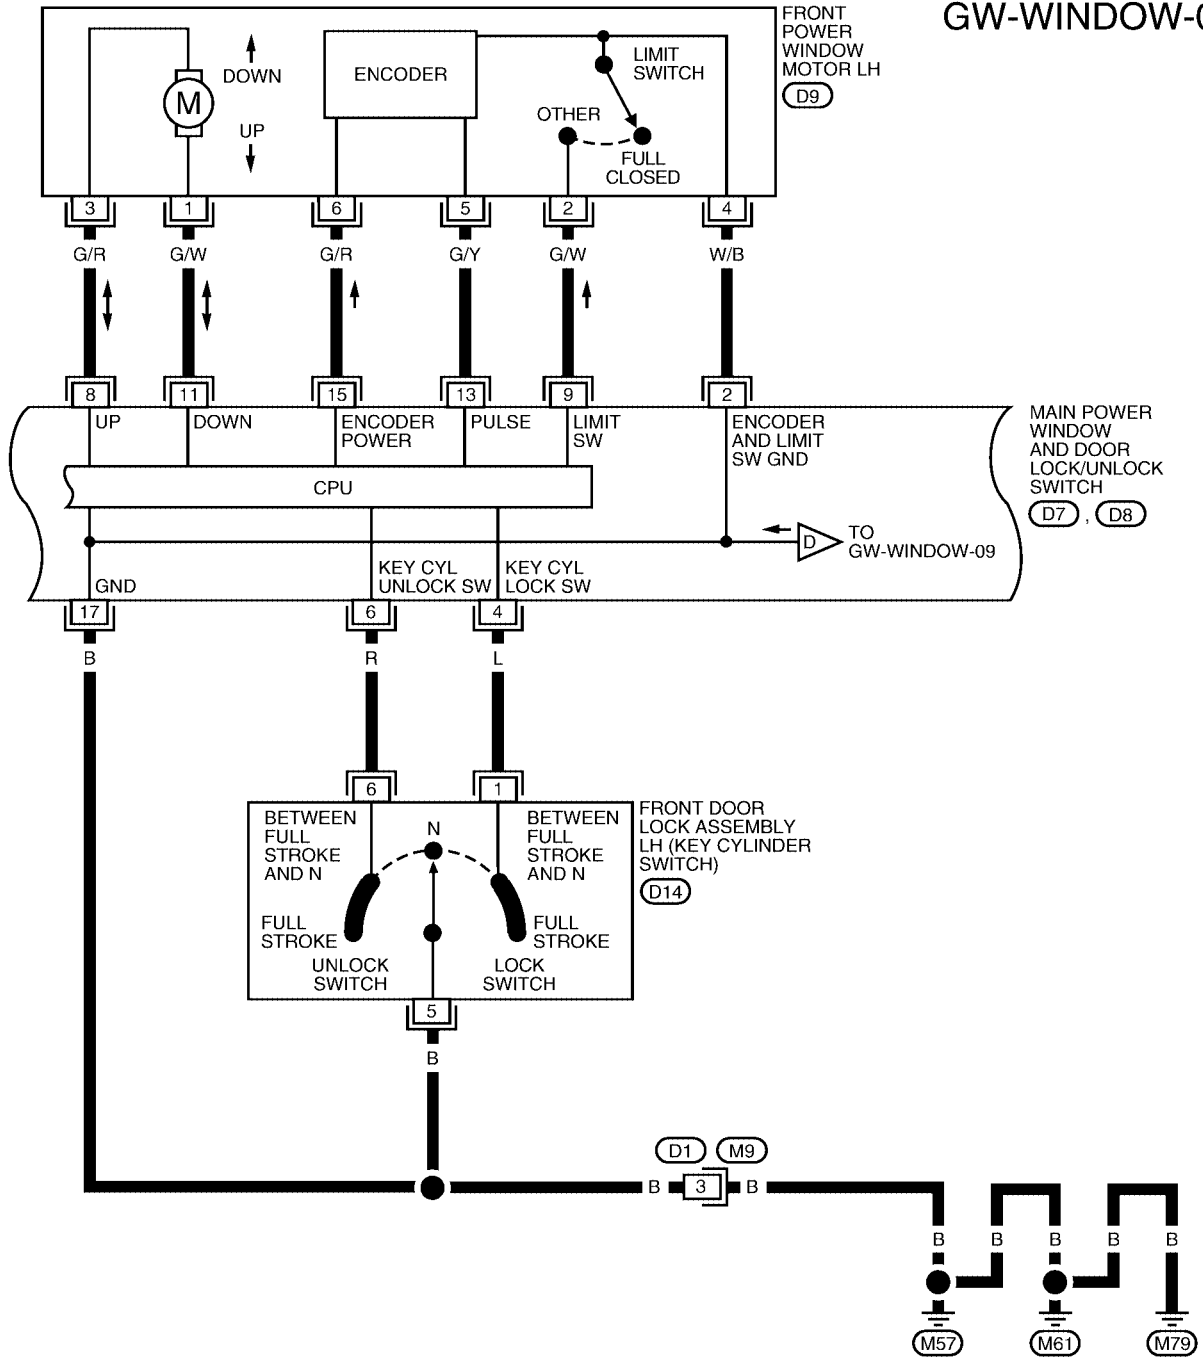 GW-WINDOW-0
FRONT
POWER
WINDOW
MOTOR LH
D9
DOWN
M
UP
ENCODER
LIMIT
SWITCH
OTHER
FULL
CLOSED
3 1 6 5 2 4
G/R G/W G/R G/Y G/W W/B
8 11 15 13 9 2
UP
DOWN
ENCODER
POWER
PULSE
LIMIT
SW
ENCODER
AND LIMIT
SW GND
MAIN POWER
WINDOW
AND DOOR
LOCK/UNLOCK
SWITCH
D7 , D8
CPU
D
TO
GW-WINDOW-09
GND
KEY CYL
UNLOCK SW
KEY CYL
LOCK SW
17 6 4
B R L
6 1
BETWEEN
FULL
STROKE
AND N
N
BETWEEN
FULL
STROKE
AND N
FULL
STROKE
FULL
STROKE
UNLOCK
SWITCH
LOCK
SWITCH
FRONT DOOR
LOCK ASSEMBLY
LH (KEY CYLINDER
SWITCH)
D14
5
B
D1 M9
B 3 B
B B B B B
M57 M61 M79